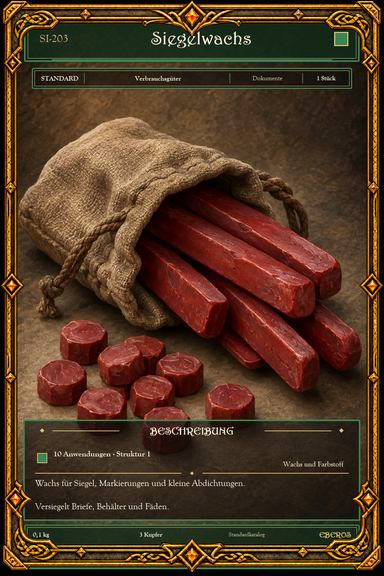 SI-203
Siegelwachs
STANDARD Verbrauchsgüter Dokumente 1 Stück
BESCHREIBUNG
10 Anwendungen · Struktur 1
Wachs und Farbstoff
Wachs für Siegel, Markierungen und kleine Abdichtungen.
Versiegelt Briefe, Behälter und Fäden.
0,1 kg 3 Kupfer Standardkatalog EBEROS